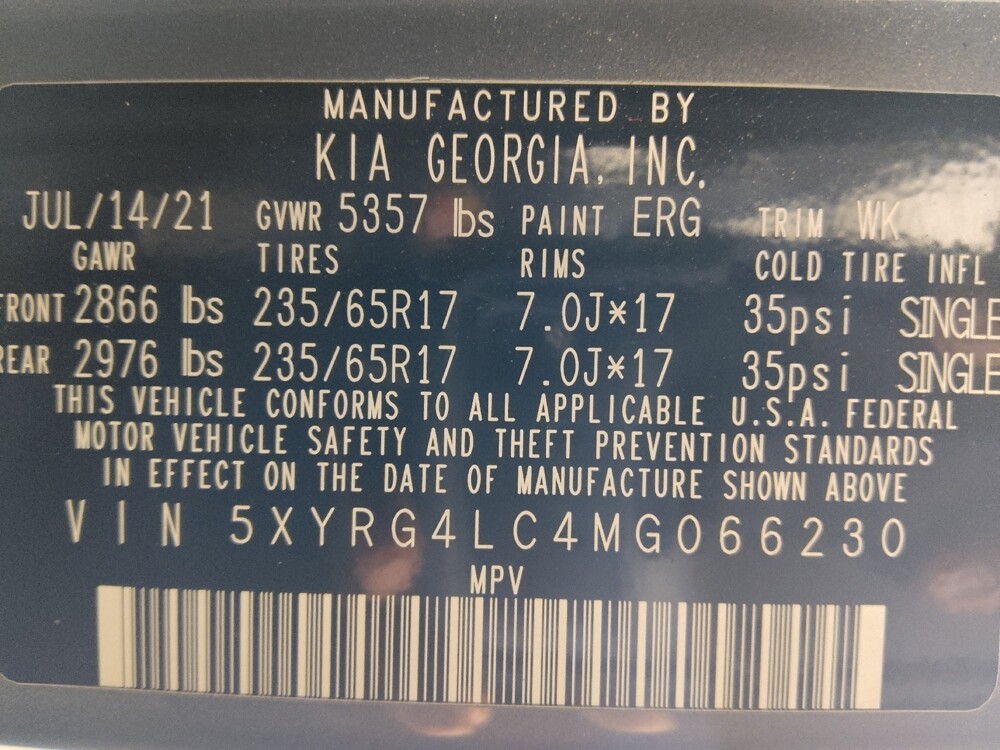 MANUFACTURED BY
KIA GEORGIA, INC.
JUL/14/21 GVWR 5357 lbs PAINT ERG TRIM WK
GAWR TIRES RIMS COLD TIRE INFL
FRONT 2866 lbs 235/65R17 7.0J*17 35psi SINGLE
REAR 2976 lbs 235/65R17 7.0J*17 35psi SINGLE
THIS VEHICLE CONFORMS TO ALL APPLICABLE U.S.A. FEDERAL
MOTOR VEHICLE SAFETY AND THEFT PREVENTION STANDARDS
IN EFFECT ON THE DATE OF MANUFACTURE SHOWN ABOVE
VIN 5XYRG4LC4MG066230
MPV